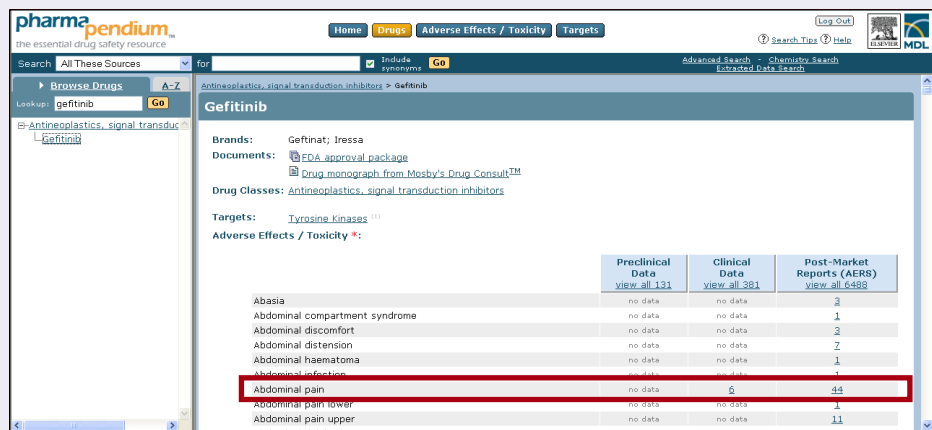 pharmapendium™
the essential drug safety resource
Home Drugs Adverse Effects / Toxicity Targets
Log Out
Search Tips Help
ELSEVIER MDL
Search All These Sources for Include synonyms Go
Advanced Search - Chemistry Search
Extracted Data Search
Browse Drugs A-Z
Lookup: gefitinib Go
Antineoplastics, signal transduc
Gefitinib
Antineoplastics, signal transduction inhibitors > Gefitinib
Gefitinib
Brands: Geftinat; Iressa
Documents: FDA approval package
Drug monograph from Mosby's Drug Consult™
Drug Classes: Antineoplastics, signal transduction inhibitors
Targets: Tyrosine Kinases (1)
Adverse Effects / Toxicity *:
Preclinical Data view all 131
Clinical Data view all 381
Post-Market Reports (AERS) view all 6488
Abasia no data no data 3
Abdominal compartment syndrome no data no data 1
Abdominal discomfort no data no data 3
Abdominal distension no data no data 7
Abdominal haematoma no data no data 1
Abdominal infection no data no data 1
Abdominal pain no data 6 44
Abdominal pain lower no data no data 1
Abdominal pain upper no data no data 11